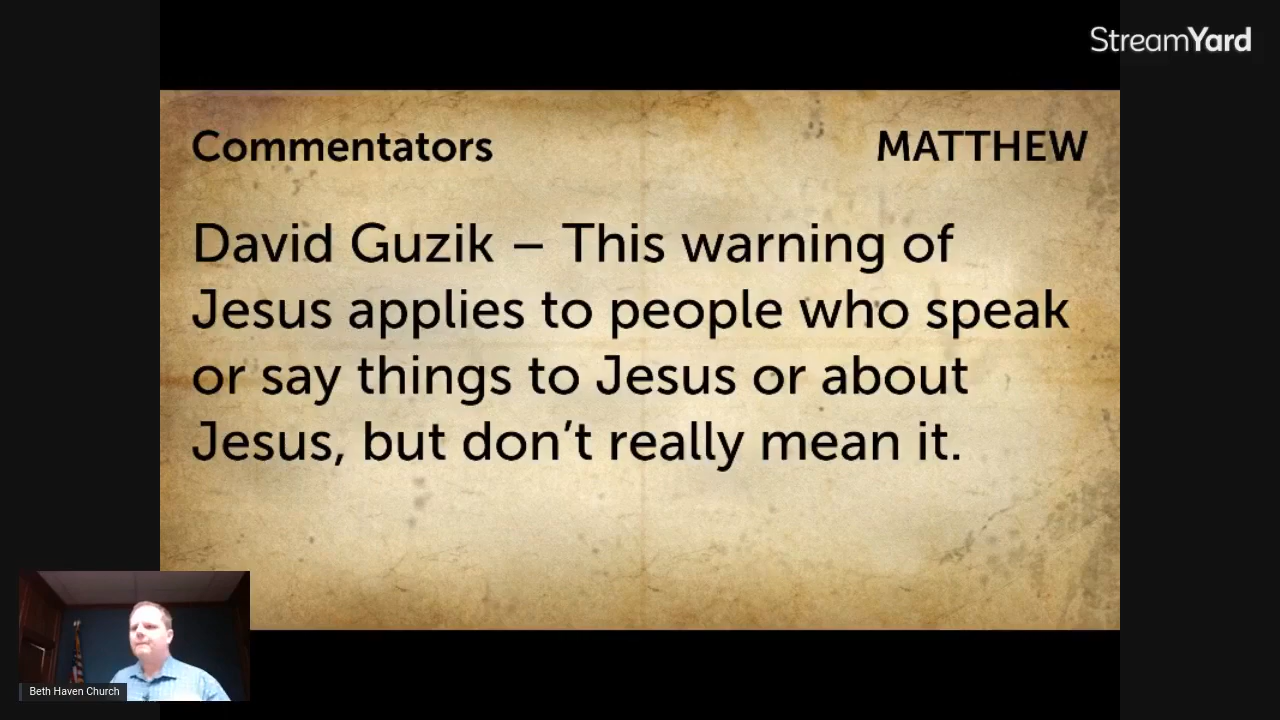 StreamYard
Commentators
MATTHEW
David Guzik – This warning of
Jesus applies to people who speak
or say things to Jesus or about
Jesus, but don’t really mean it.
Beth Haven Church